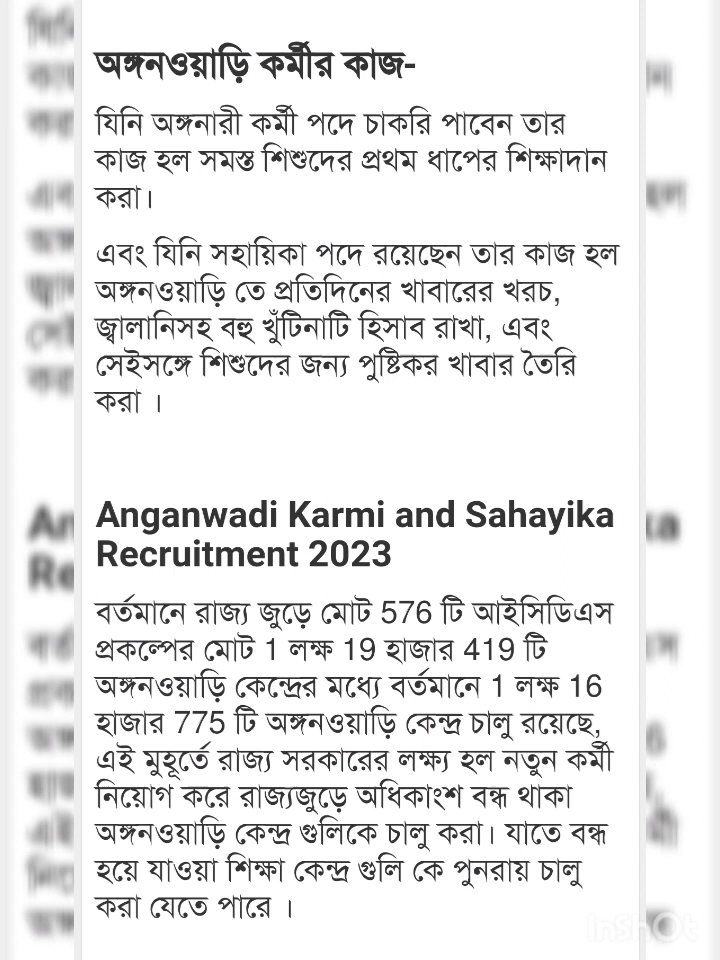 অঙ্গনওয়াড়ি কর্মীর কাজ-
যিনি অঙ্গনারী কর্মী পদে চাকরি পাবেন তার
কাজ হল সমস্ত শিশুদের প্রথম ধাপের শিক্ষাদান
করা।
এবং যিনি সহায়িকা পদে রয়েছেন তার কাজ হল
অঙ্গনওয়াড়ি তে প্রতিদিনের খাবারের খরচ,
জ্বালানিসহ বহু খুঁটিনাটি হিসাব রাখা, এবং
সেইসঙ্গে শিশুদের জন্য পুষ্টিকর খাবার তৈরি
করা ।
Anganwadi Karmi and Sahayika
Recruitment 2023
বর্তমানে রাজ্য জুড়ে মোট 576 টি আইসিডিএস
প্রকল্পের মোট 1 লক্ষ 19 হাজার 419 টি
অঙ্গনওয়াড়ি কেন্দ্রের মধ্যে বর্তমানে 1 লক্ষ 16
হাজার 775 টি অঙ্গনওয়াড়ি কেন্দ্র চালু রয়েছে,
এই মুহূর্তে রাজ্য সরকারের লক্ষ্য হল নতুন কর্মী
নিয়োগ করে রাজ্যজুড়ে অধিকাংশ বন্ধ থাকা
অঙ্গনওয়াড়ি কেন্দ্র গুলিকে চালু করা। যাতে বন্ধ
হয়ে যাওয়া শিক্ষা কেন্দ্র গুলি কে পুনরায় চালু
করা যেতে পারে ।
InShOt